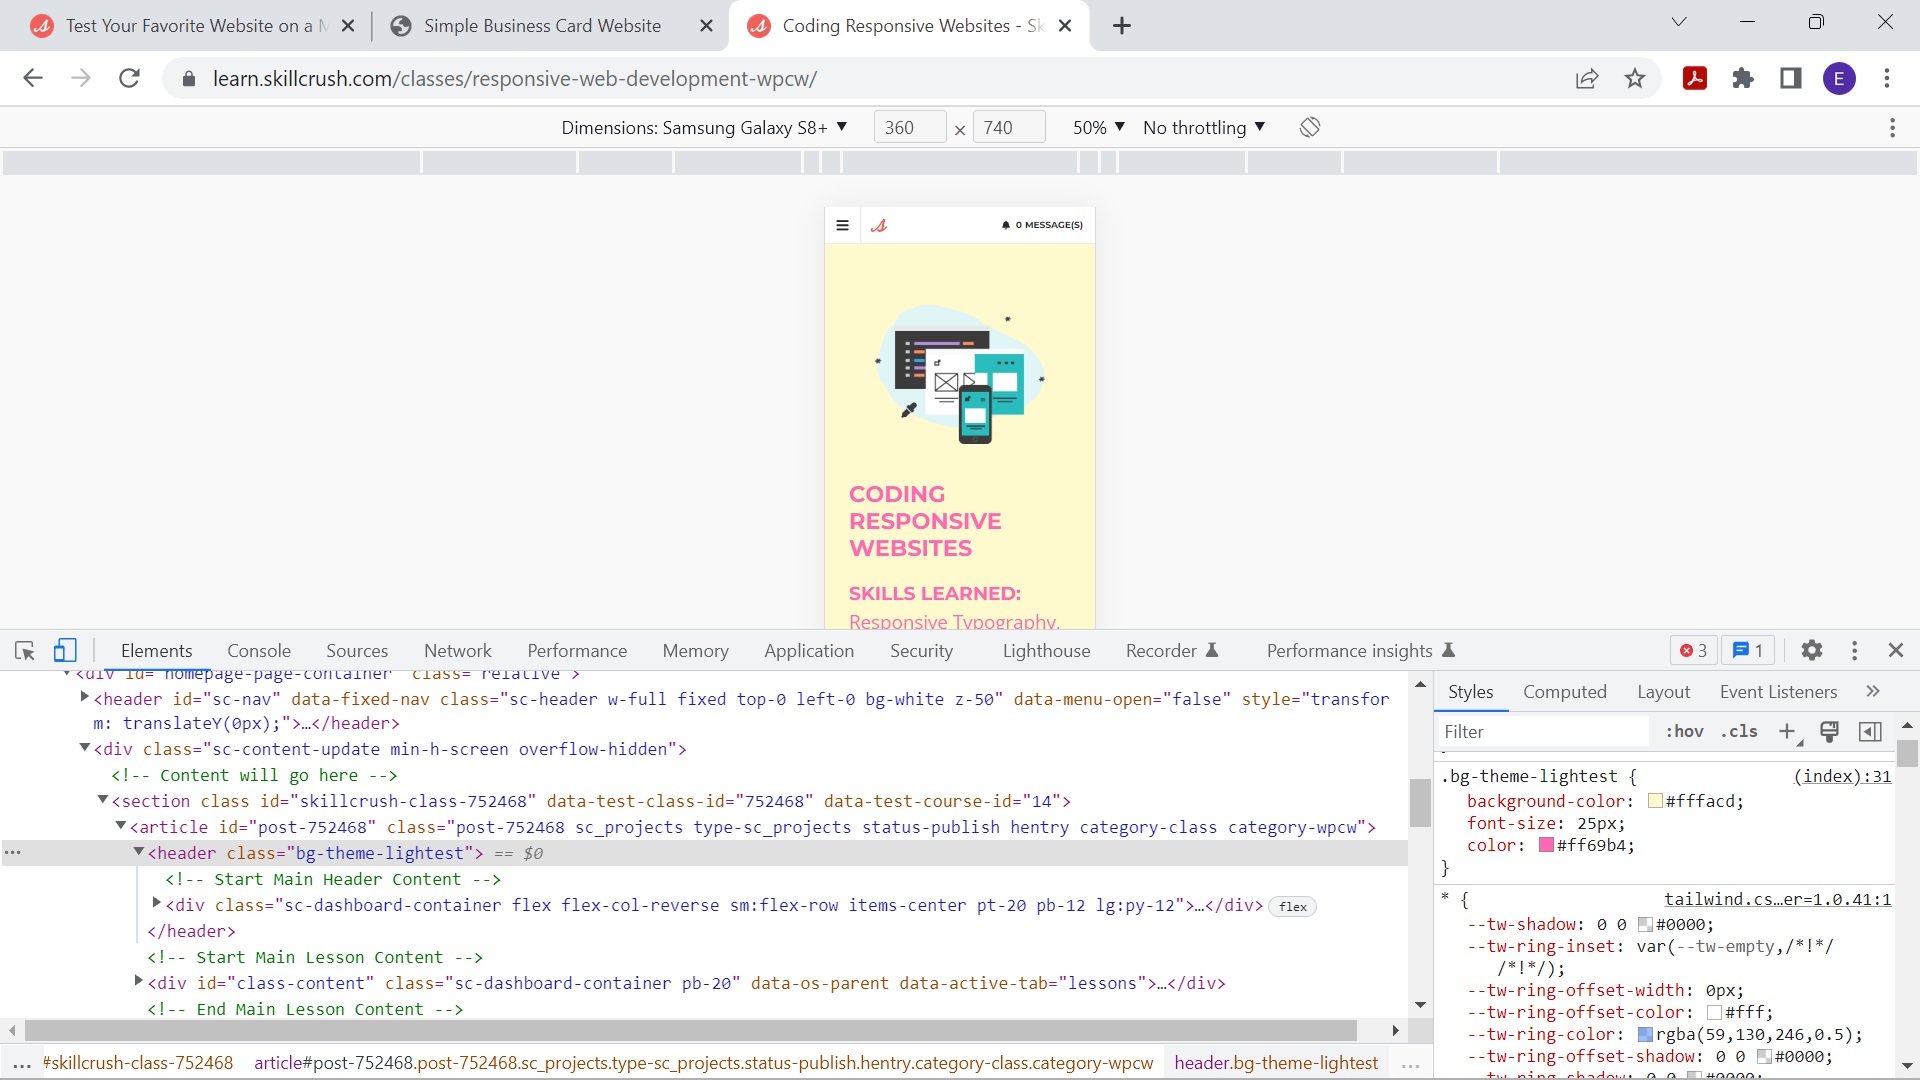 Test Your Favorite Website on a
Simple Business Card Website
Coding Responsive Websites - Sk
learn.skillcrush.com/classes/responsive-web-development-wpcw/
E
Dimensions: Samsung Galaxy S8+ 360 × 740 50% No throttling
0 MESSAGE(S)
CODING
RESPONSIVE
WEBSITES
SKILLS LEARNED:
Responsive Typography,
Elements Console Sources Network Performance Memory Application Security Lighthouse Recorder Performance insights 3 1
<div id="homepage-page-container" class="relative">
<header id="sc-nav" data-fixed-nav class="sc-header w-full fixed top-0 left-0 bg-white z-50" data-menu-open="false" style="transfor
m: translateY(0px);">…</header>
<div class="sc-content-update min-h-screen overflow-hidden">
<!-- Content will go here -->
<section class id="skillcrush-class-752468" data-test-class-id="752468" data-test-course-id="14">
<article id="post-752468" class="post-752468 sc_projects type-sc_projects status-publish hentry category-class category-wpcw">
… <header class="bg-theme-lightest"> == $0
<!-- Start Main Header Content -->
<div class="sc-dashboard-container flex flex-col-reverse sm:flex-row items-center pt-20 pb-12 lg:py-12">…</div> flex
</header>
<!-- Start Main Lesson Content -->
<div id="class-content" class="sc-dashboard-container pb-20" data-os-parent data-active-tab="lessons">…</div>
<!-- End Main Lesson Content -->
… #skillcrush-class-752468 article#post-752468.post-752468.sc_projects.type-sc_projects.status-publish.hentry.category-class.category-wpcw header.bg-theme-lightest …
Styles Computed Layout Event Listeners »
Filter :hov .cls +
.bg-theme-lightest { (index):31
background-color: #fffacd;
font-size: 25px;
color: #ff69b4;
}
* { tailwind.cs…er=1.0.41:1
--tw-shadow: 0 0 #0000;
--tw-ring-inset: var(--tw-empty,/*!*/
/*!*/);
--tw-ring-offset-width: 0px;
--tw-ring-offset-color: #fff;
--tw-ring-color: rgba(59,130,246,0.5);
--tw-ring-offset-shadow: 0 0 #0000;
--tw-ring-shadow: 0 0 #0000;